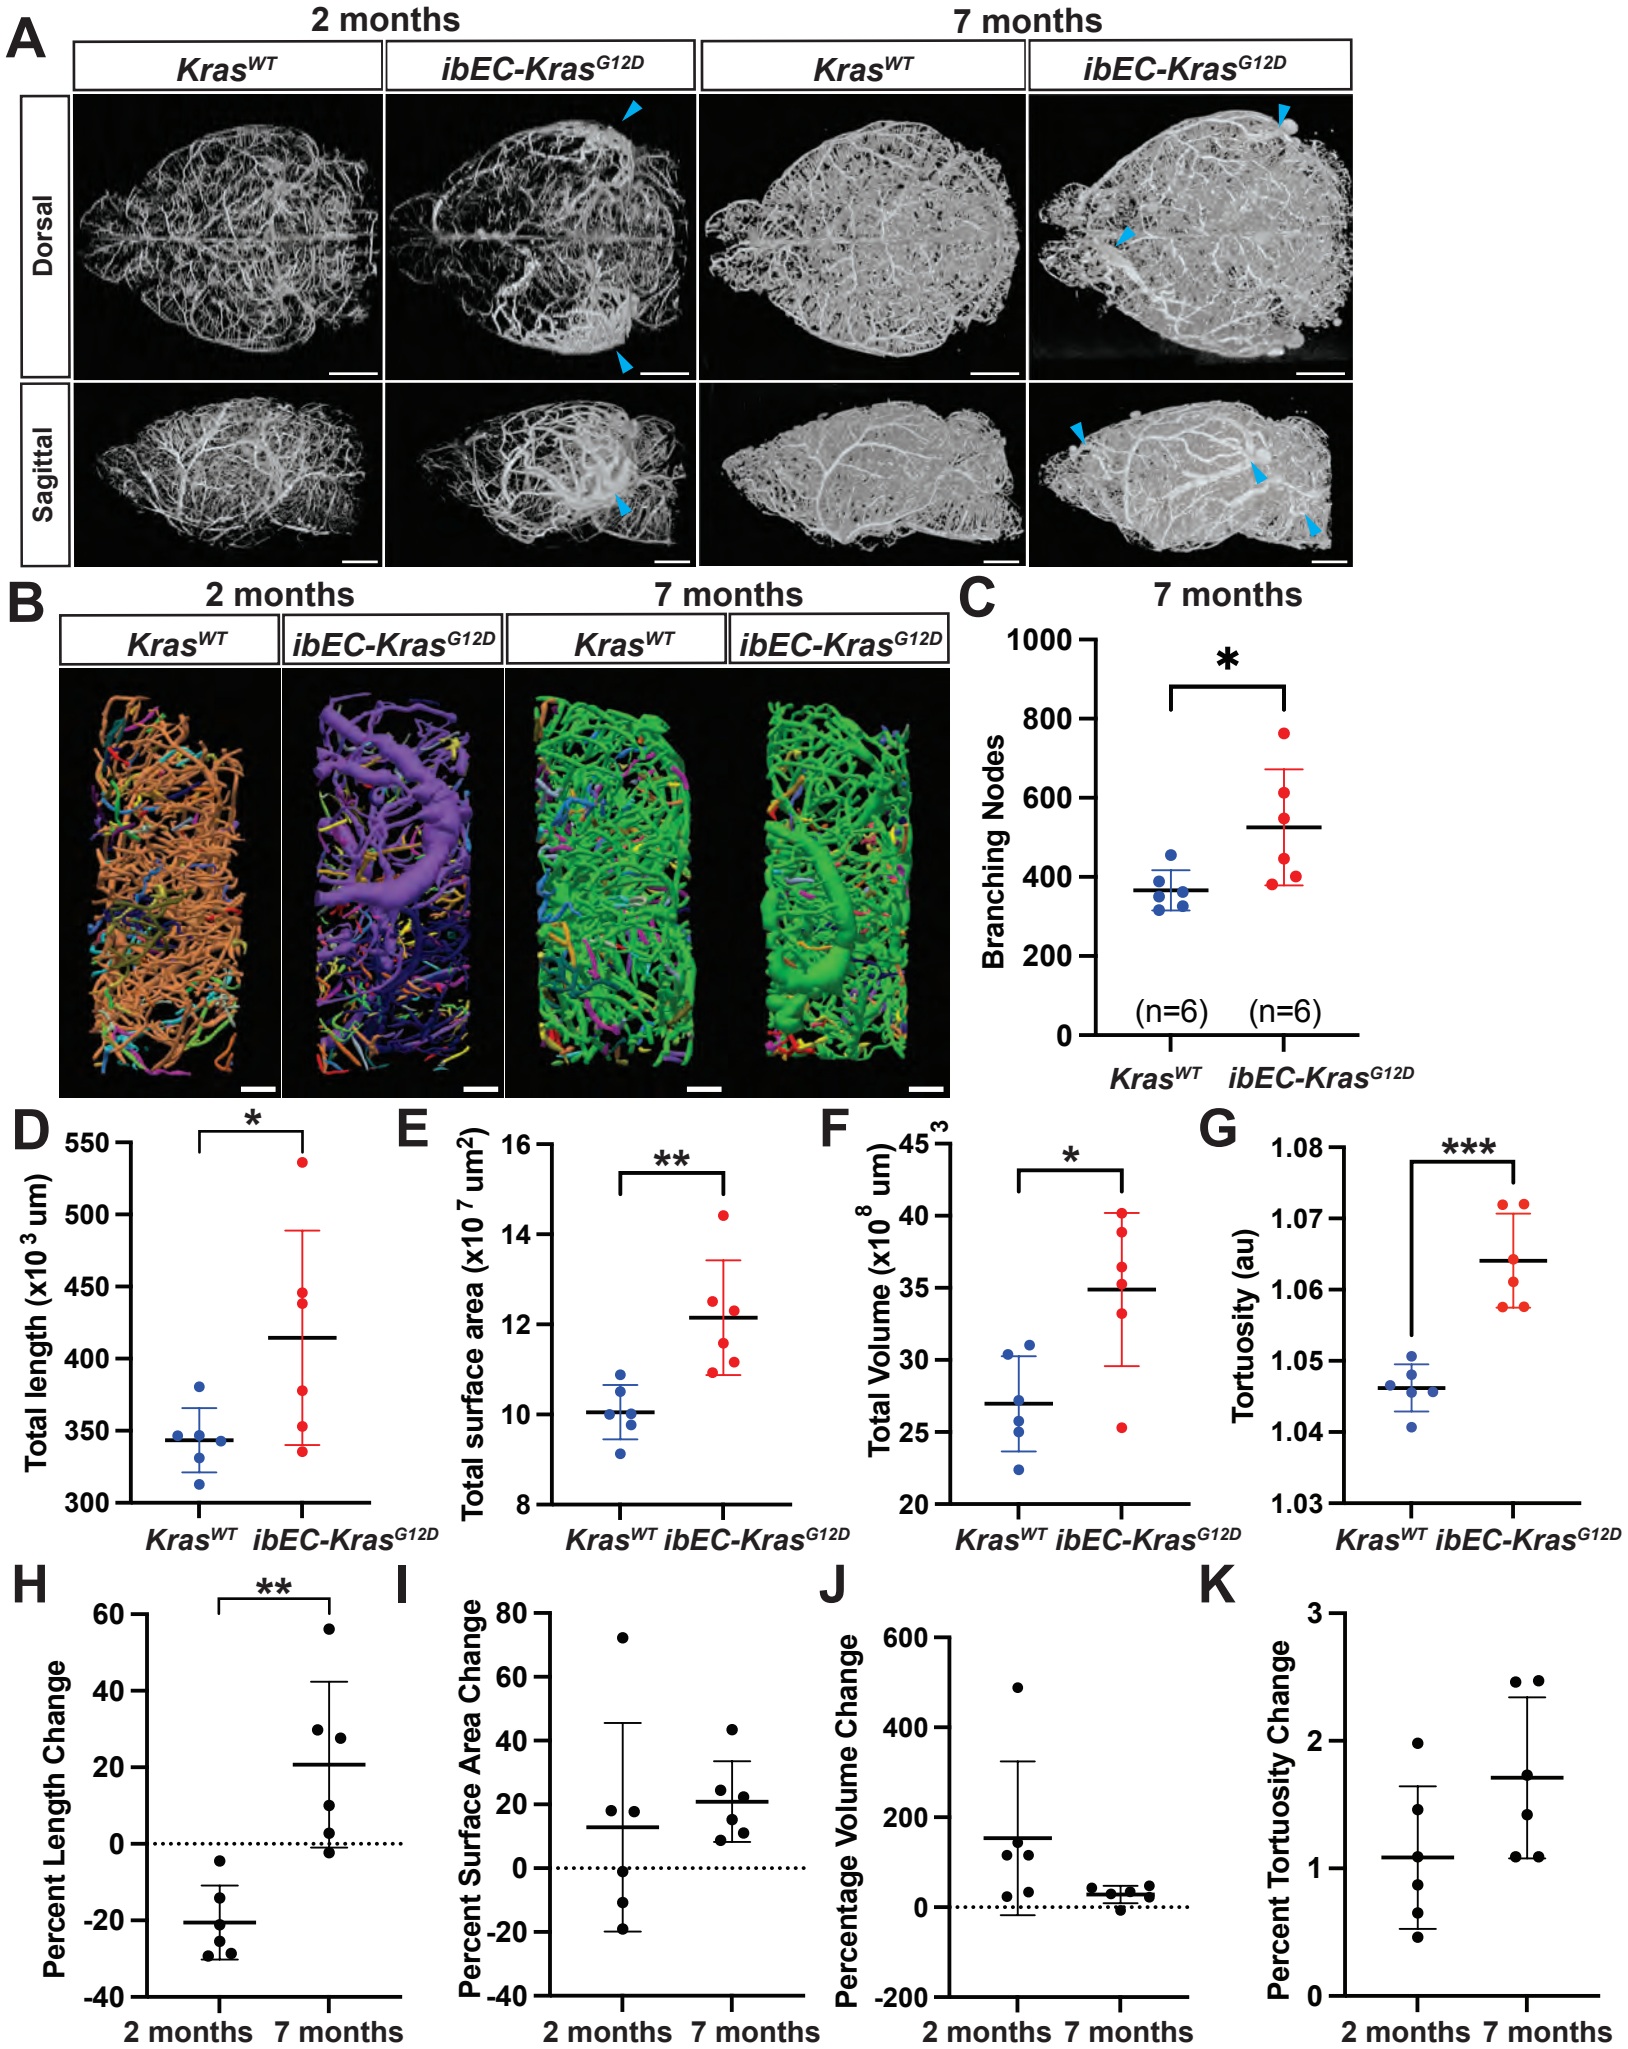 A
2 months
7 months
Kras^WT
ibEC-Kras^G12D
Kras^WT
ibEC-Kras^G12D
Dorsal
Sagittal
B
2 months
7 months
Kras^WT
ibEC-Kras^G12D
Kras^WT
ibEC-Kras^G12D
C
7 months
Branching Nodes
1000
800
600
400
200
0
*
(n=6)
(n=6)
Kras^WT
ibEC-Kras^G12D
D
Total length (x10^3 um)
550
500
450
400
350
300
*
Kras^WT
ibEC-Kras^G12D
E
Total surface area (x10^7 um^2)
16
14
12
10
8
**
Kras^WT
ibEC-Kras^G12D
F
Total Volume (x10^8 um)^3
45
40
35
30
25
20
*
Kras^WT
ibEC-Kras^G12D
G
Tortuosity (au)
1.08
1.07
1.06
1.05
1.04
1.03
***
Kras^WT
ibEC-Kras^G12D
H
Percent Length Change
60
40
20
0
-20
-40
**
2 months
7 months
I
Percent Surface Area Change
80
60
40
20
0
-20
-40
2 months
7 months
J
Percentage Volume Change
600
400
200
0
-200
2 months
7 months
K
Percent Tortuosity Change
3
2
1
0
2 months
7 months